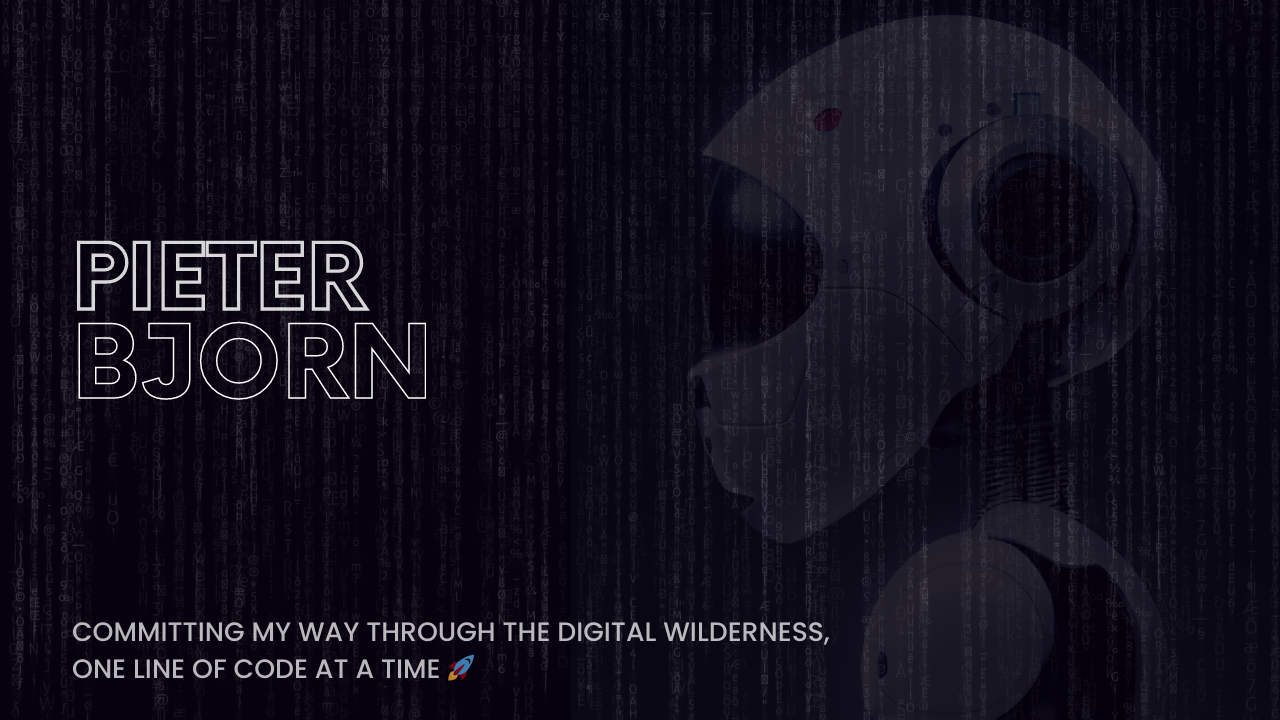 PIETER
BJORN
COMMITTING MY WAY THROUGH THE DIGITAL WILDERNESS,
ONE LINE OF CODE AT A TIME 🚀